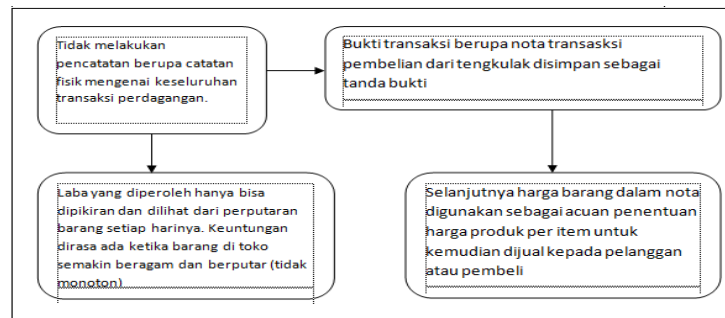 Tidak melakukan
pencatatan berupa catatan
fisik mengenai keseluruhan
transaksi perdagangan.
Bukti transaksi berupa nota transasksi
pembelian dari tengkulak disimpan sebagai
tanda bukti
Laba yang diperoleh hanya bisa
dipikiran dan dilihat dari perputaran
barang setiap harinya. Keuntungan
dirasa ada ketika barang di toko
semakin beragam dan berputar (tidak
monoton)
Selanjutnya harga barang dalam nota
digunakan sebagai acuan penentuan
harga produk per item untuk
kemudian dijual kepada pelanggan
atau pembeli